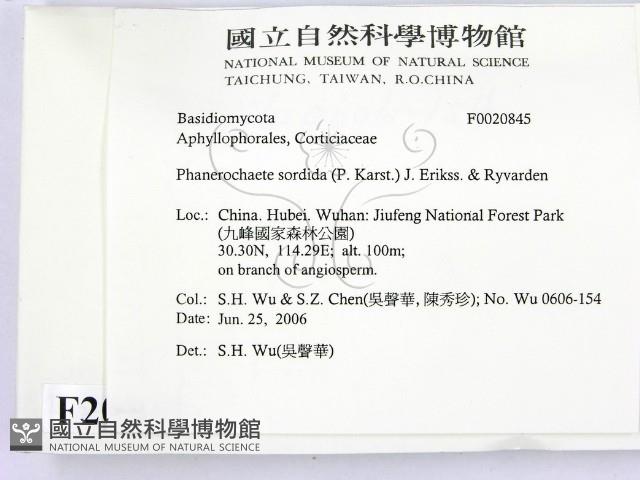 國立自然科學博物館
NATIONAL MUSEUM OF NATURAL SCIENCE
TAICHUNG, TAIWAN, R.O.CHINA
Basidiomycota F0020845
Aphyllophorales, Corticiaceae
Phanerochaete sordida (P. Karst.) J. Erikss. & Ryvarden
Loc.: China. Hubei. Wuhan: Jiufeng National Forest Park
(九峰國家森林公園)
30.30N, 114.29E; alt. 100m;
on branch of angiosperm.
Col.: S.H. Wu & S.Z. Chen(吳聲華, 陳秀珍); No. Wu 0606-154
Date: Jun. 25, 2006
Det.: S.H. Wu(吳聲華)
F20
國立自然科學博物館
NATIONAL MUSEUM OF NATURAL SCIENCE